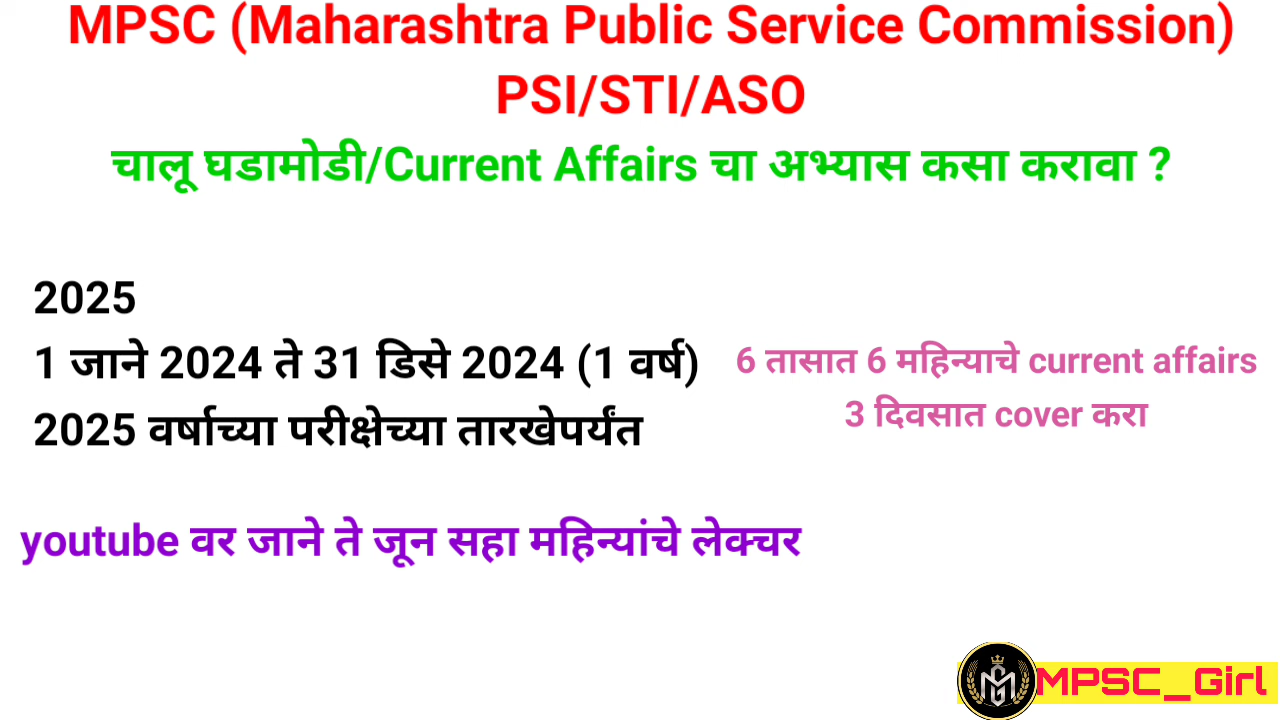 MPSC (Maharashtra Public Service Commission)
PSI/STI/ASO
चालू घडामोडी/Current Affairs चा अभ्यास कसा करावा ?
2025
1 जाने 2024 ते 31 डिसे 2024 (1 वर्ष)
2025 वर्षाच्या परीक्षेच्या तारखेपर्यंत
6 तासात 6 महिन्याचे current affairs
3 दिवसात cover करा
youtube वर जाने ते जून सहा महिन्यांचे लेक्चर
MPSC_Girl